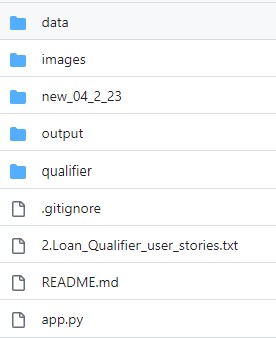 data
images
new_04_2_23
output
qualifier
.gitignore
2.Loan_Qualifier_user_stories.txt
README.md
app.py